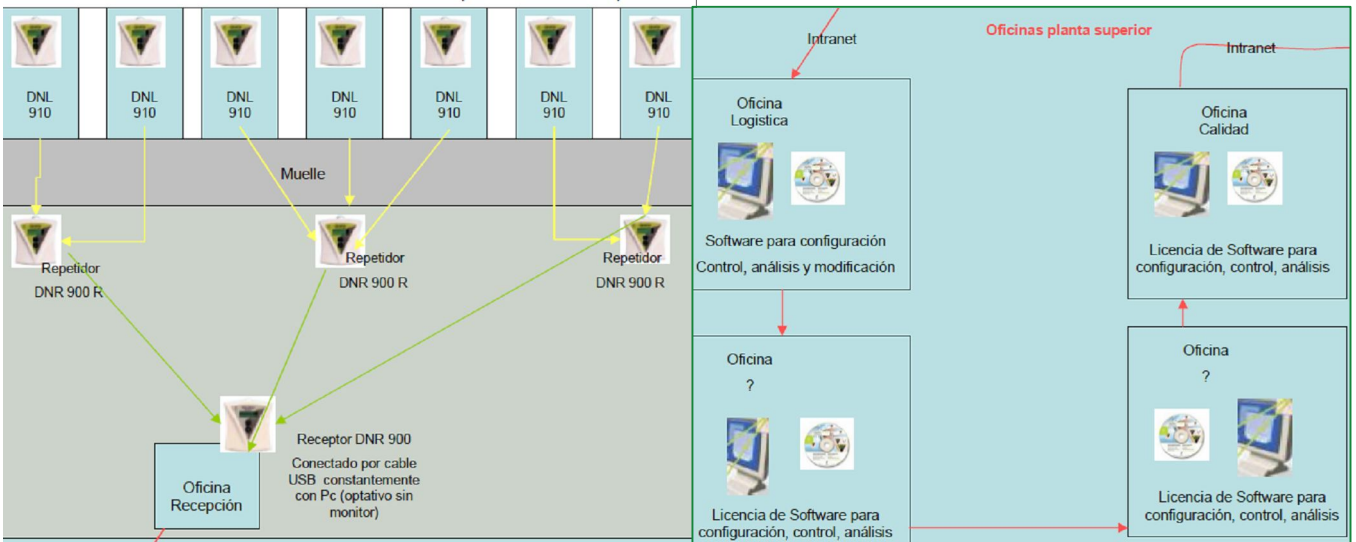 DNL
910
DNL
910
DNL
910
DNL
910
DNL
910
DNL
910
DNL
910
Muelle
Repetidor
DNR 900 R
Repetidor
DNR 900 R
Repetidor
DNR 900 R
Receptor DNR 900
Conectado por cable
USB constantemente
con Pc (optativo sin
monitor)
Oficina
Recepción
Intranet
Oficinas planta superior
Intranet
Oficina
Logistica
Software para configuración
Control, análisis y modificación
Oficina
Calidad
Licencia de Software para
configuración, control, análisis
Oficina
?
Licencia de Software para
configuración, control, análisis
Oficina
?
Licencia de Software para
configuración, control, análisis